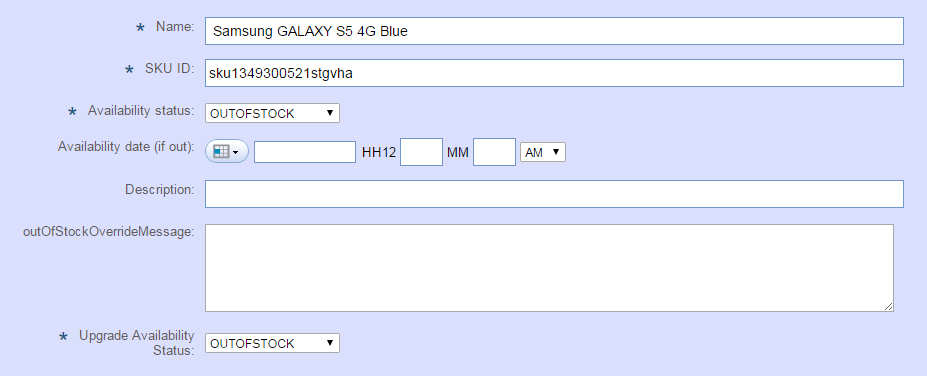 * Name: Samsung GALAXY S5 4G Blue
* SKU ID: sku1349300521stgvha
* Availability status: OUTOFSTOCK
Availability date (if out): HH12 MM AM
Description:
outOfStockOverrideMessage:
* Upgrade Availability
Status: OUTOFSTOCK